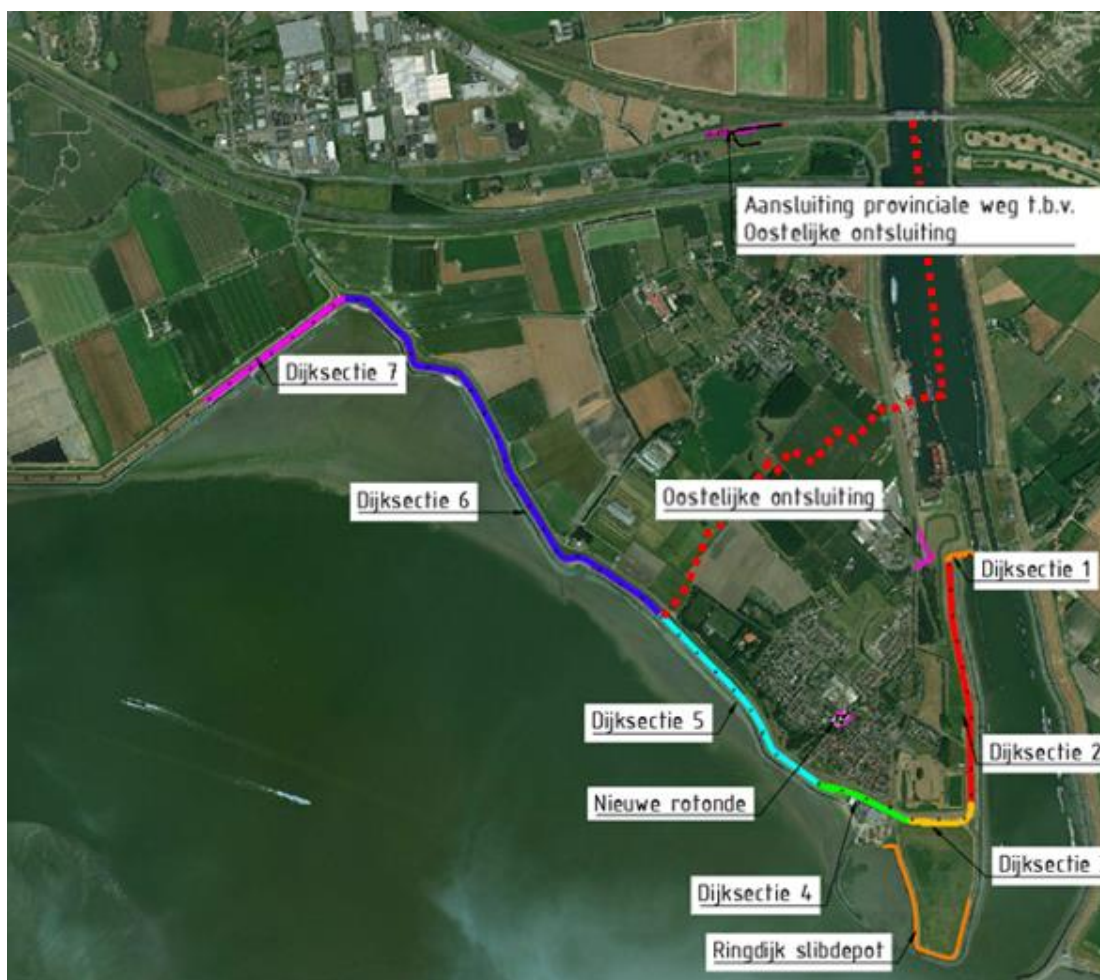 Aansluiting provinciale weg t.b.v.
Oostelijke ontsluiting
Dijksectie 7
Dijksectie 6
Oostelijke ontsluiting
Dijksectie 1
Dijksectie 5
Dijksectie 2
Nieuwe rotonde
Dijksectie
Dijksectie 4
Ringdijk slibdepot